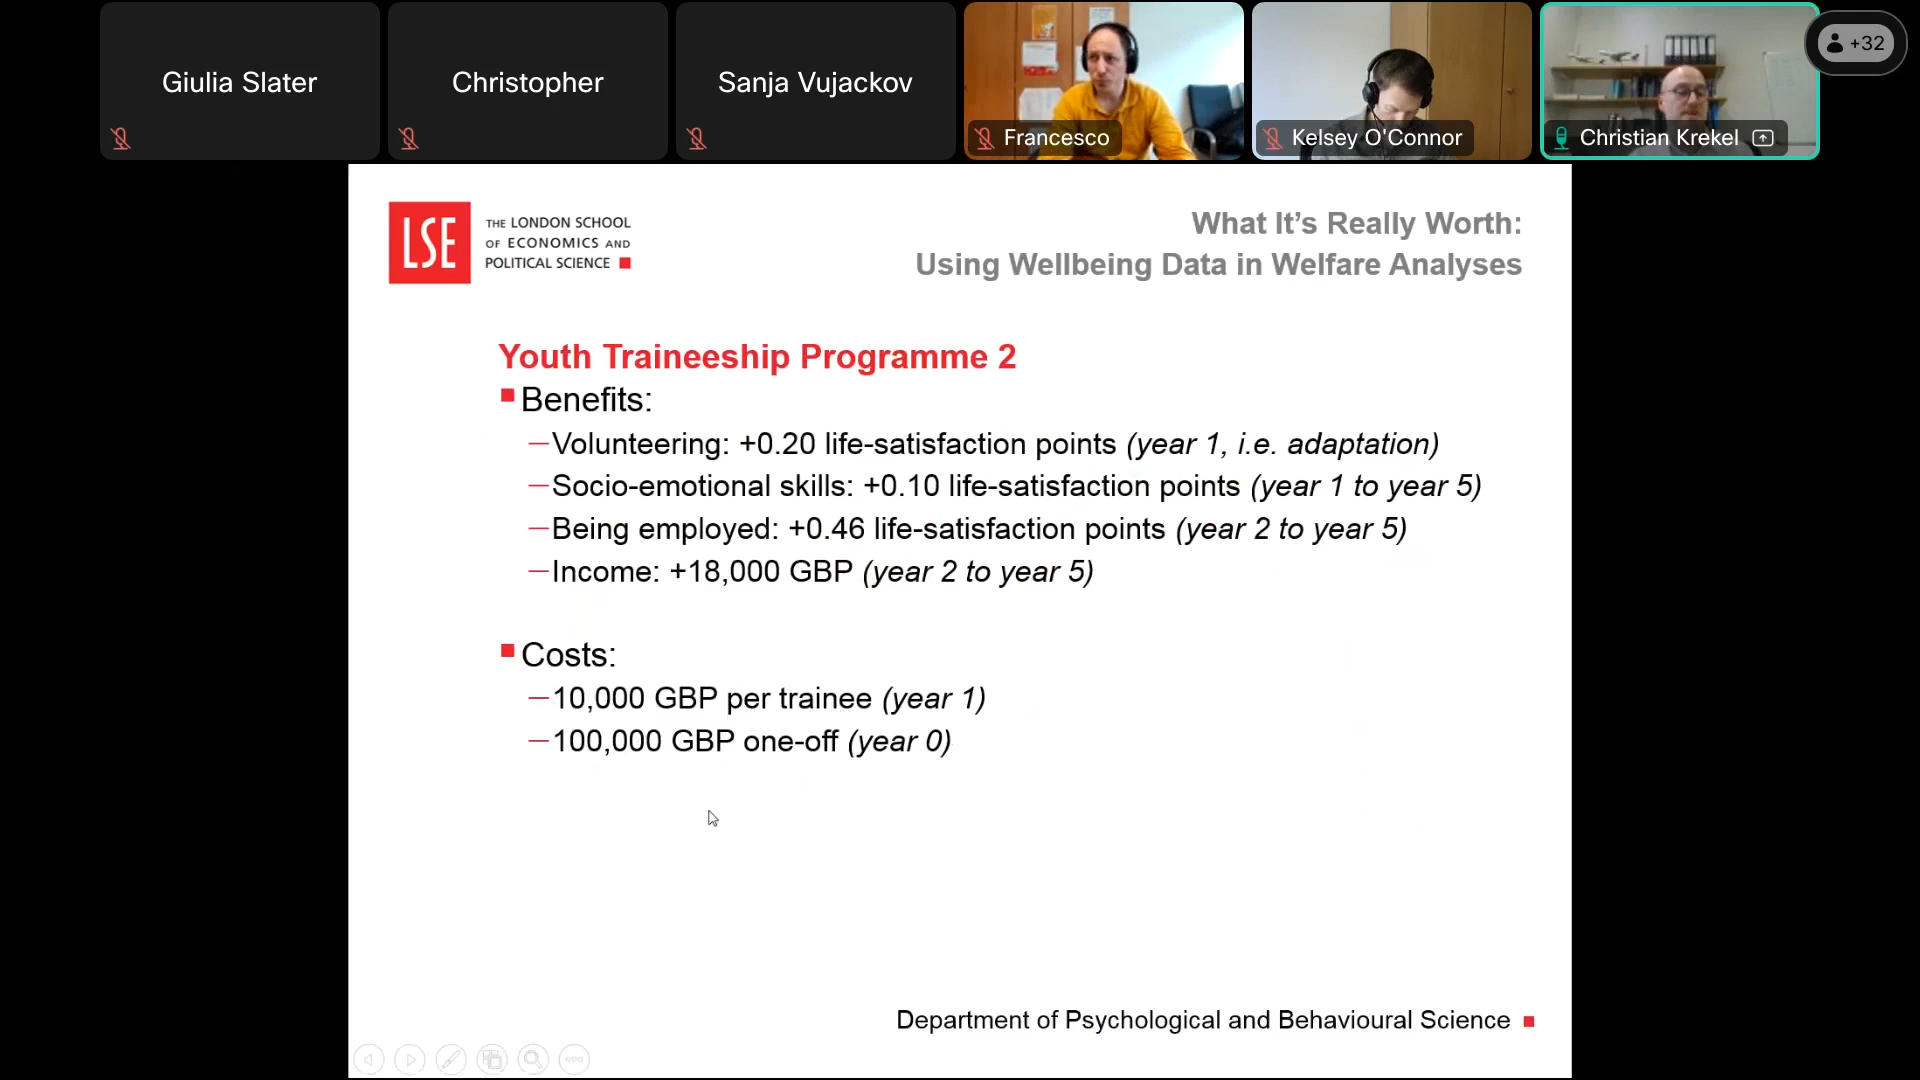 Giulia Slater
Christopher
Sanja Vujackov
Francesco
Kelsey O'Connor
Christian Krekel
+32
LSE
THE LONDON SCHOOL
OF ECONOMICS AND
POLITICAL SCIENCE
What It’s Really Worth:
Using Wellbeing Data in Welfare Analyses
Youth Traineeship Programme 2
Benefits:
—Volunteering: +0.20 life-satisfaction points (year 1, i.e. adaptation)
—Socio-emotional skills: +0.10 life-satisfaction points (year 1 to year 5)
—Being employed: +0.46 life-satisfaction points (year 2 to year 5)
—Income: +18,000 GBP (year 2 to year 5)
Costs:
—10,000 GBP per trainee (year 1)
—100,000 GBP one-off (year 0)
Department of Psychological and Behavioural Science